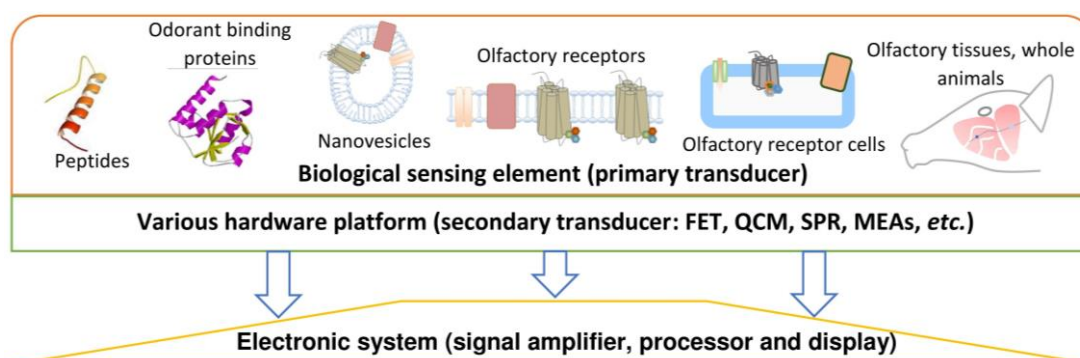 Peptides
Odorant binding
proteins
Nanovesicles
Olfactory receptors
Olfactory receptor cells
Olfactory tissues, whole
animals
Biological sensing element (primary transducer)
Various hardware platform (secondary transducer: FET, QCM, SPR, MEAs, etc.)
Electronic system (signal amplifier, processor and display)